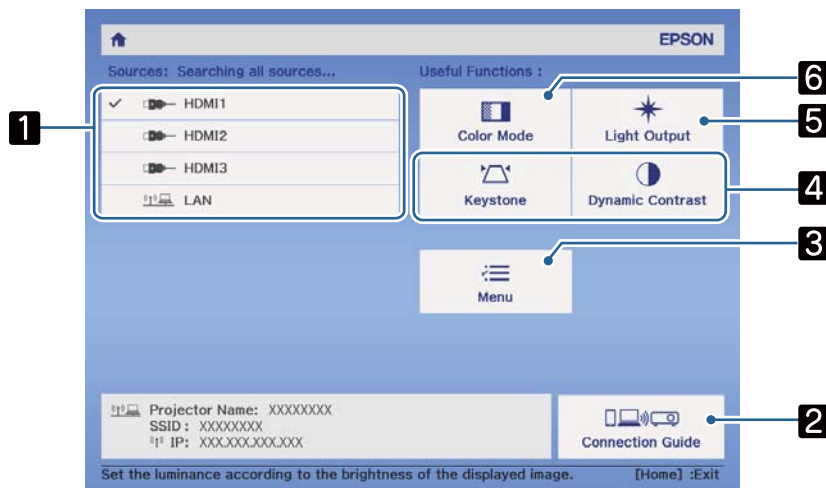 EPSON
Sources: Searching all sources...
Useful Functions :
1
HDMI1
HDMI2
HDMI3
LAN
Color Mode
6
Light Output
5
Keystone
Dynamic Contrast
4
3
Menu
Projector Name: XXXXXXXX
SSID : XXXXXXXX
IP: XXX.XXX.XXX.XXX
Connection Guide
2
Set the luminance according to the brightness of the displayed image.
[Home] :Exit